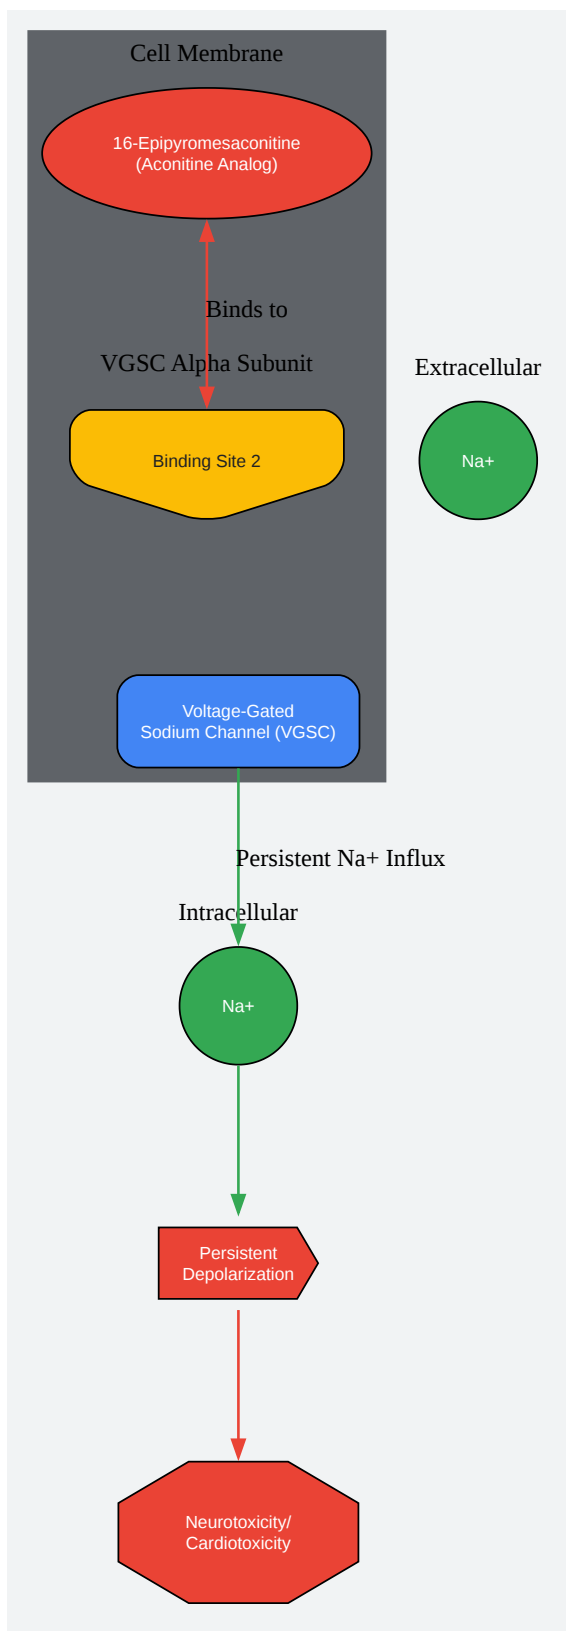 Cell Membrane
16-Epipyromesaconitine
(Aconitine Analog)
Binds to
VGSC Alpha Subunit
Extracellular
Binding Site 2
Na+
Voltage-Gated
Sodium Channel (VGSC)
Persistent Na+ Influx
Intracellular
Na+
Persistent
Depolarization
Neurotoxicity/
Cardiotoxicity